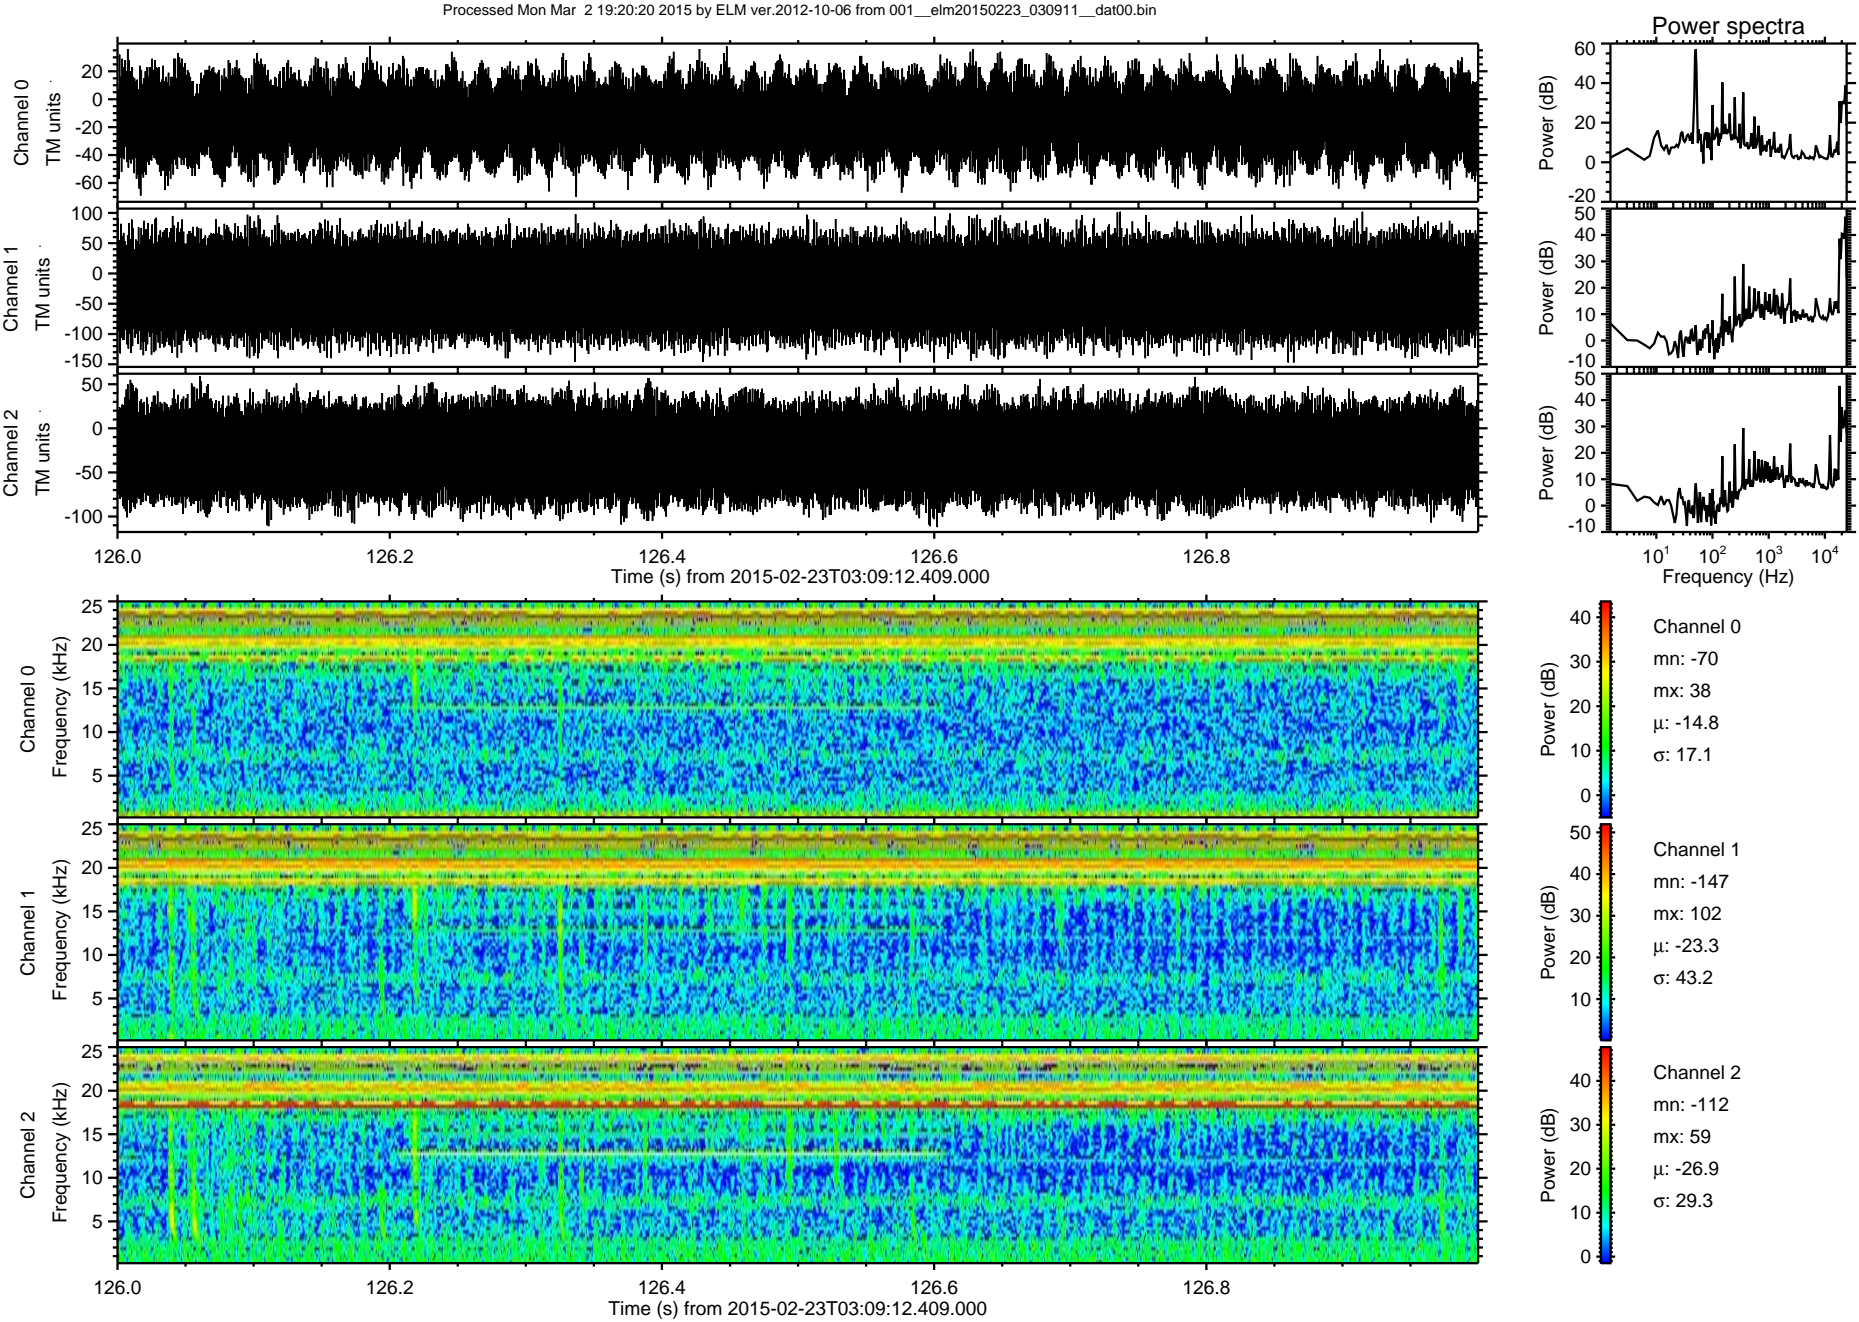 Processed Mon Mar  2 19:20:20 2015 by ELM ver.2012-10-06 from 001__elm20150223_030911__dat00.bin
Power spectra
Channel 0
TM units
20
0
-20
-40
-60
Power (dB)
60
40
20
0
-20
Channel 1
TM units
100
50
0
-50
-100
-150
Power (dB)
50
40
30
20
10
0
-10
Channel 2
TM units
50
0
-50
-100
Power (dB)
50
40
30
20
10
0
-10
126.0 126.2 126.4 126.6 126.8
Time (s) from 2015-02-23T03:09:12.409.000
10¹ 10² 10³ 10⁴
Frequency (Hz)
Channel 0
Frequency (kHz)
25
20
15
10
5
Power (dB)
40
30
20
10
0
Channel 0
mn: -70
mx: 38
μ: -14.8
σ: 17.1
Channel 1
Frequency (kHz)
25
20
15
10
5
Power (dB)
50
40
30
20
10
Channel 1
mn: -147
mx: 102
μ: -23.3
σ: 43.2
Channel 2
Frequency (kHz)
25
20
15
10
5
Power (dB)
40
30
20
10
0
Channel 2
mn: -112
mx: 59
μ: -26.9
σ: 29.3
126.0 126.2 126.4 126.6 126.8
Time (s) from 2015-02-23T03:09:12.409.000